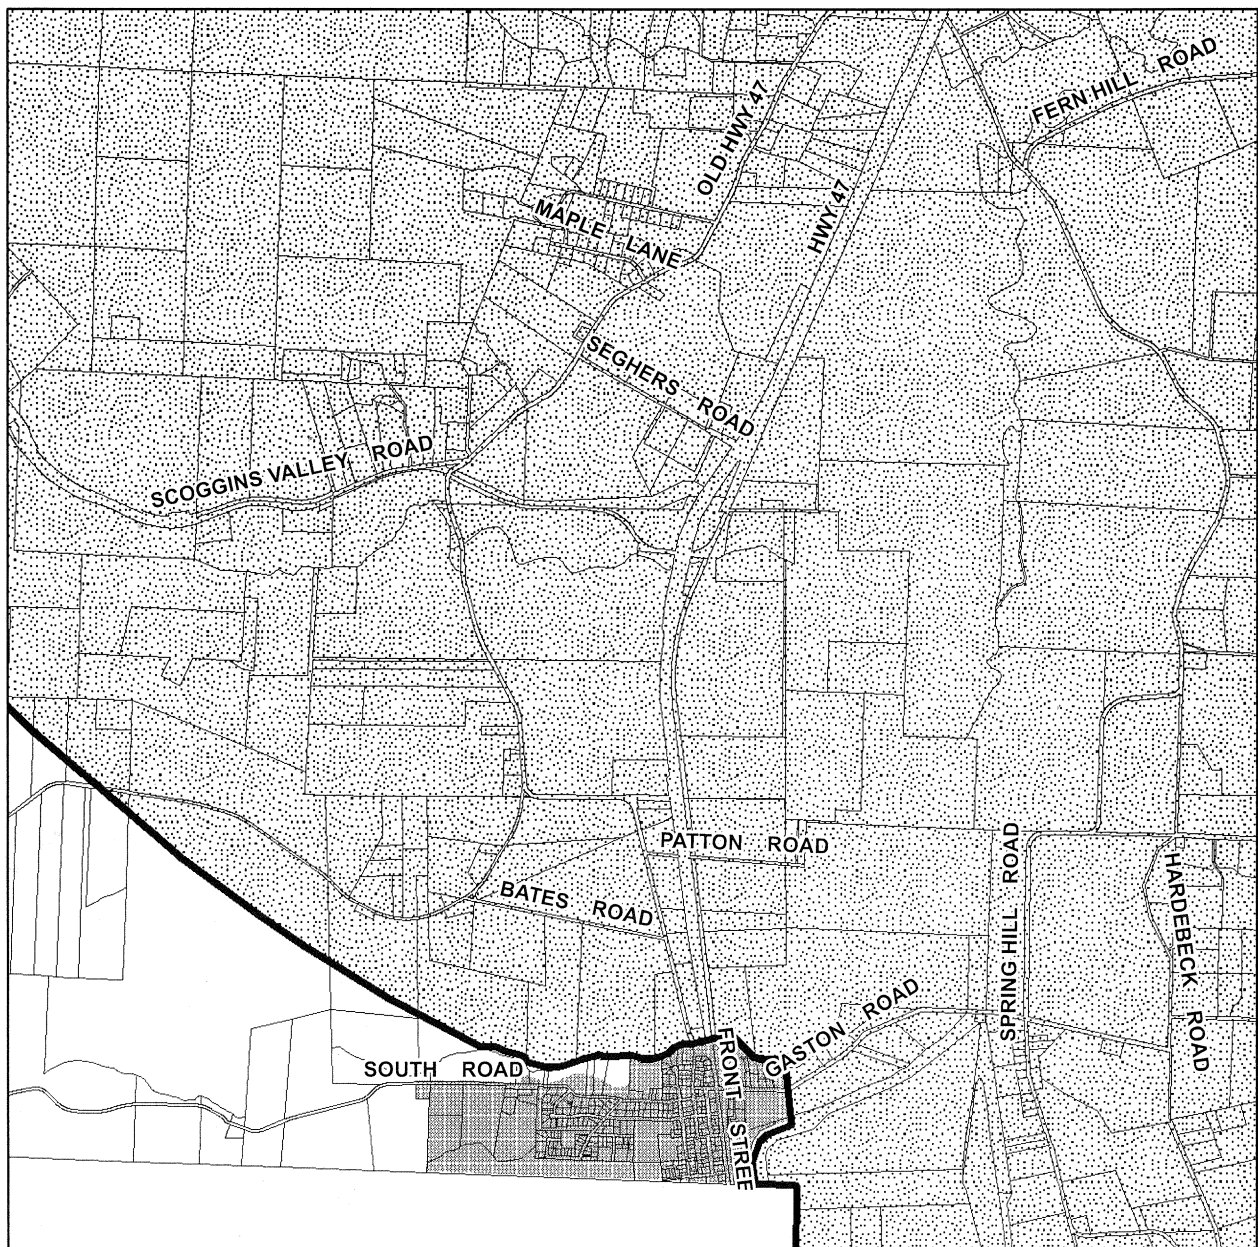 FERN HILL ROAD
OLD HWY 47
HWY 47
MAPLE LANE
SEGHERS ROAD
SCOGGINS VALLEY ROAD
PATTON ROAD
BATES ROAD
SPRING HILL ROAD
HARDEBECK ROAD
GASTON ROAD
SOUTH ROAD
FRONT STREE